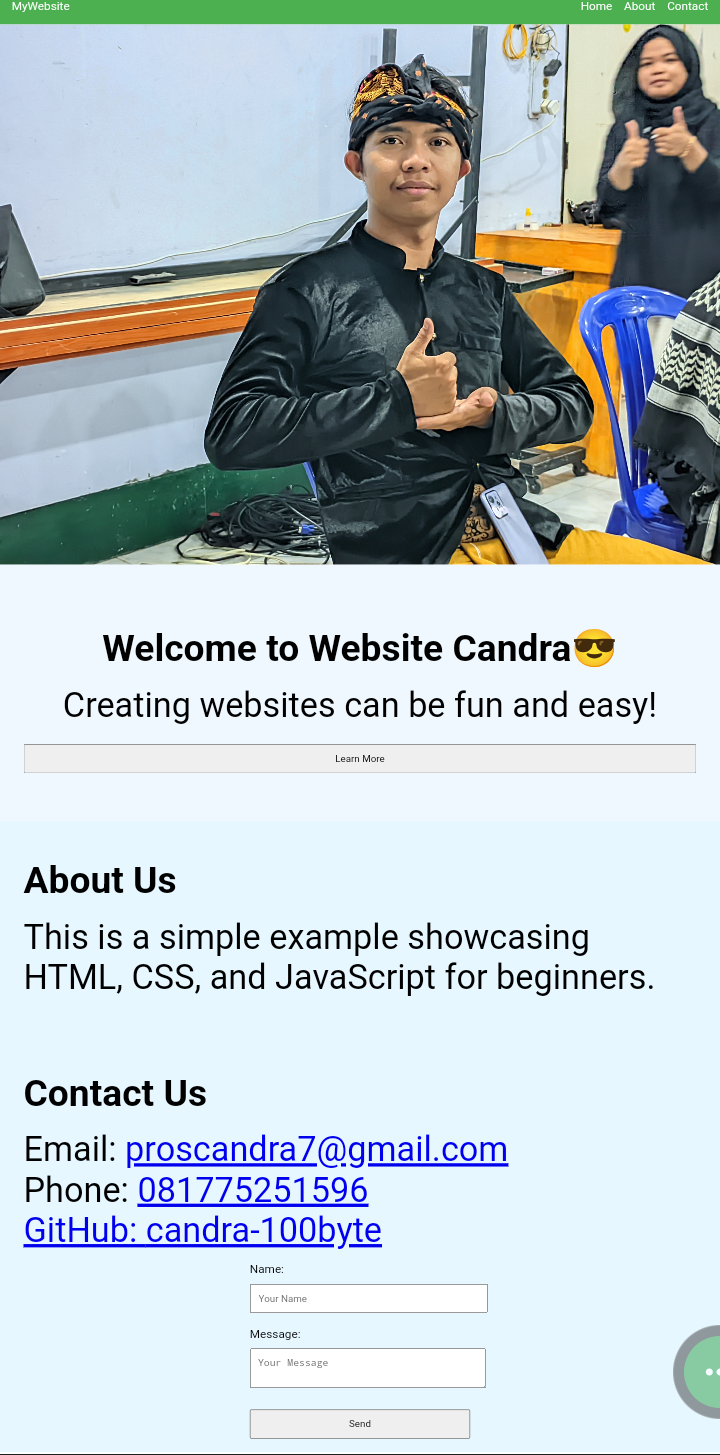 MyWebsite Home About Contact
Welcome to Website Candra😎
Creating websites can be fun and easy!
Learn More
About Us
This is a simple example showcasing
HTML, CSS, and JavaScript for beginners.
Contact Us
Email: proscandra7@gmail.com
Phone: 081775251596
GitHub: candra-100byte
Name:
Your Name
Message:
Your Message
Send